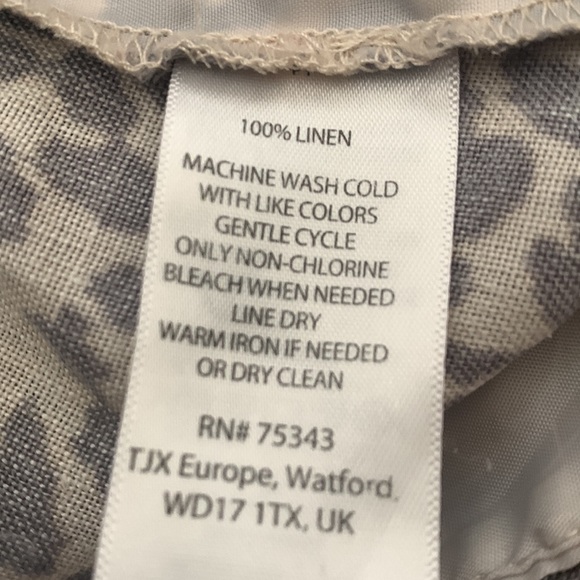 100% LINEN
MACHINE WASH COLD
WITH LIKE COLORS
GENTLE CYCLE
ONLY NON-CHLORINE
BLEACH WHEN NEEDED
LINE DRY
WARM IRON IF NEEDED
OR DRY CLEAN
RN# 75343
TJX Europe, Watford,
WD17 1TX, UK